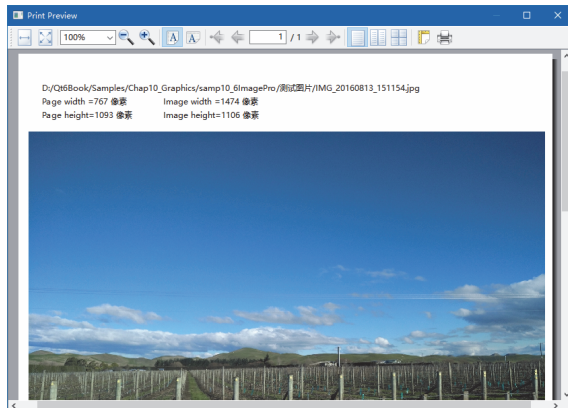 Print Preview
100% A A 1 / 1
D:/Qt6Book/Samples/Chap10_Graphics/samp10_6ImagePro/测试图片/IMG_20160813_151154.jpg
Page width =767 像素 Image width =1474 像素
Page height=1093 像素 Image height=1106 像素